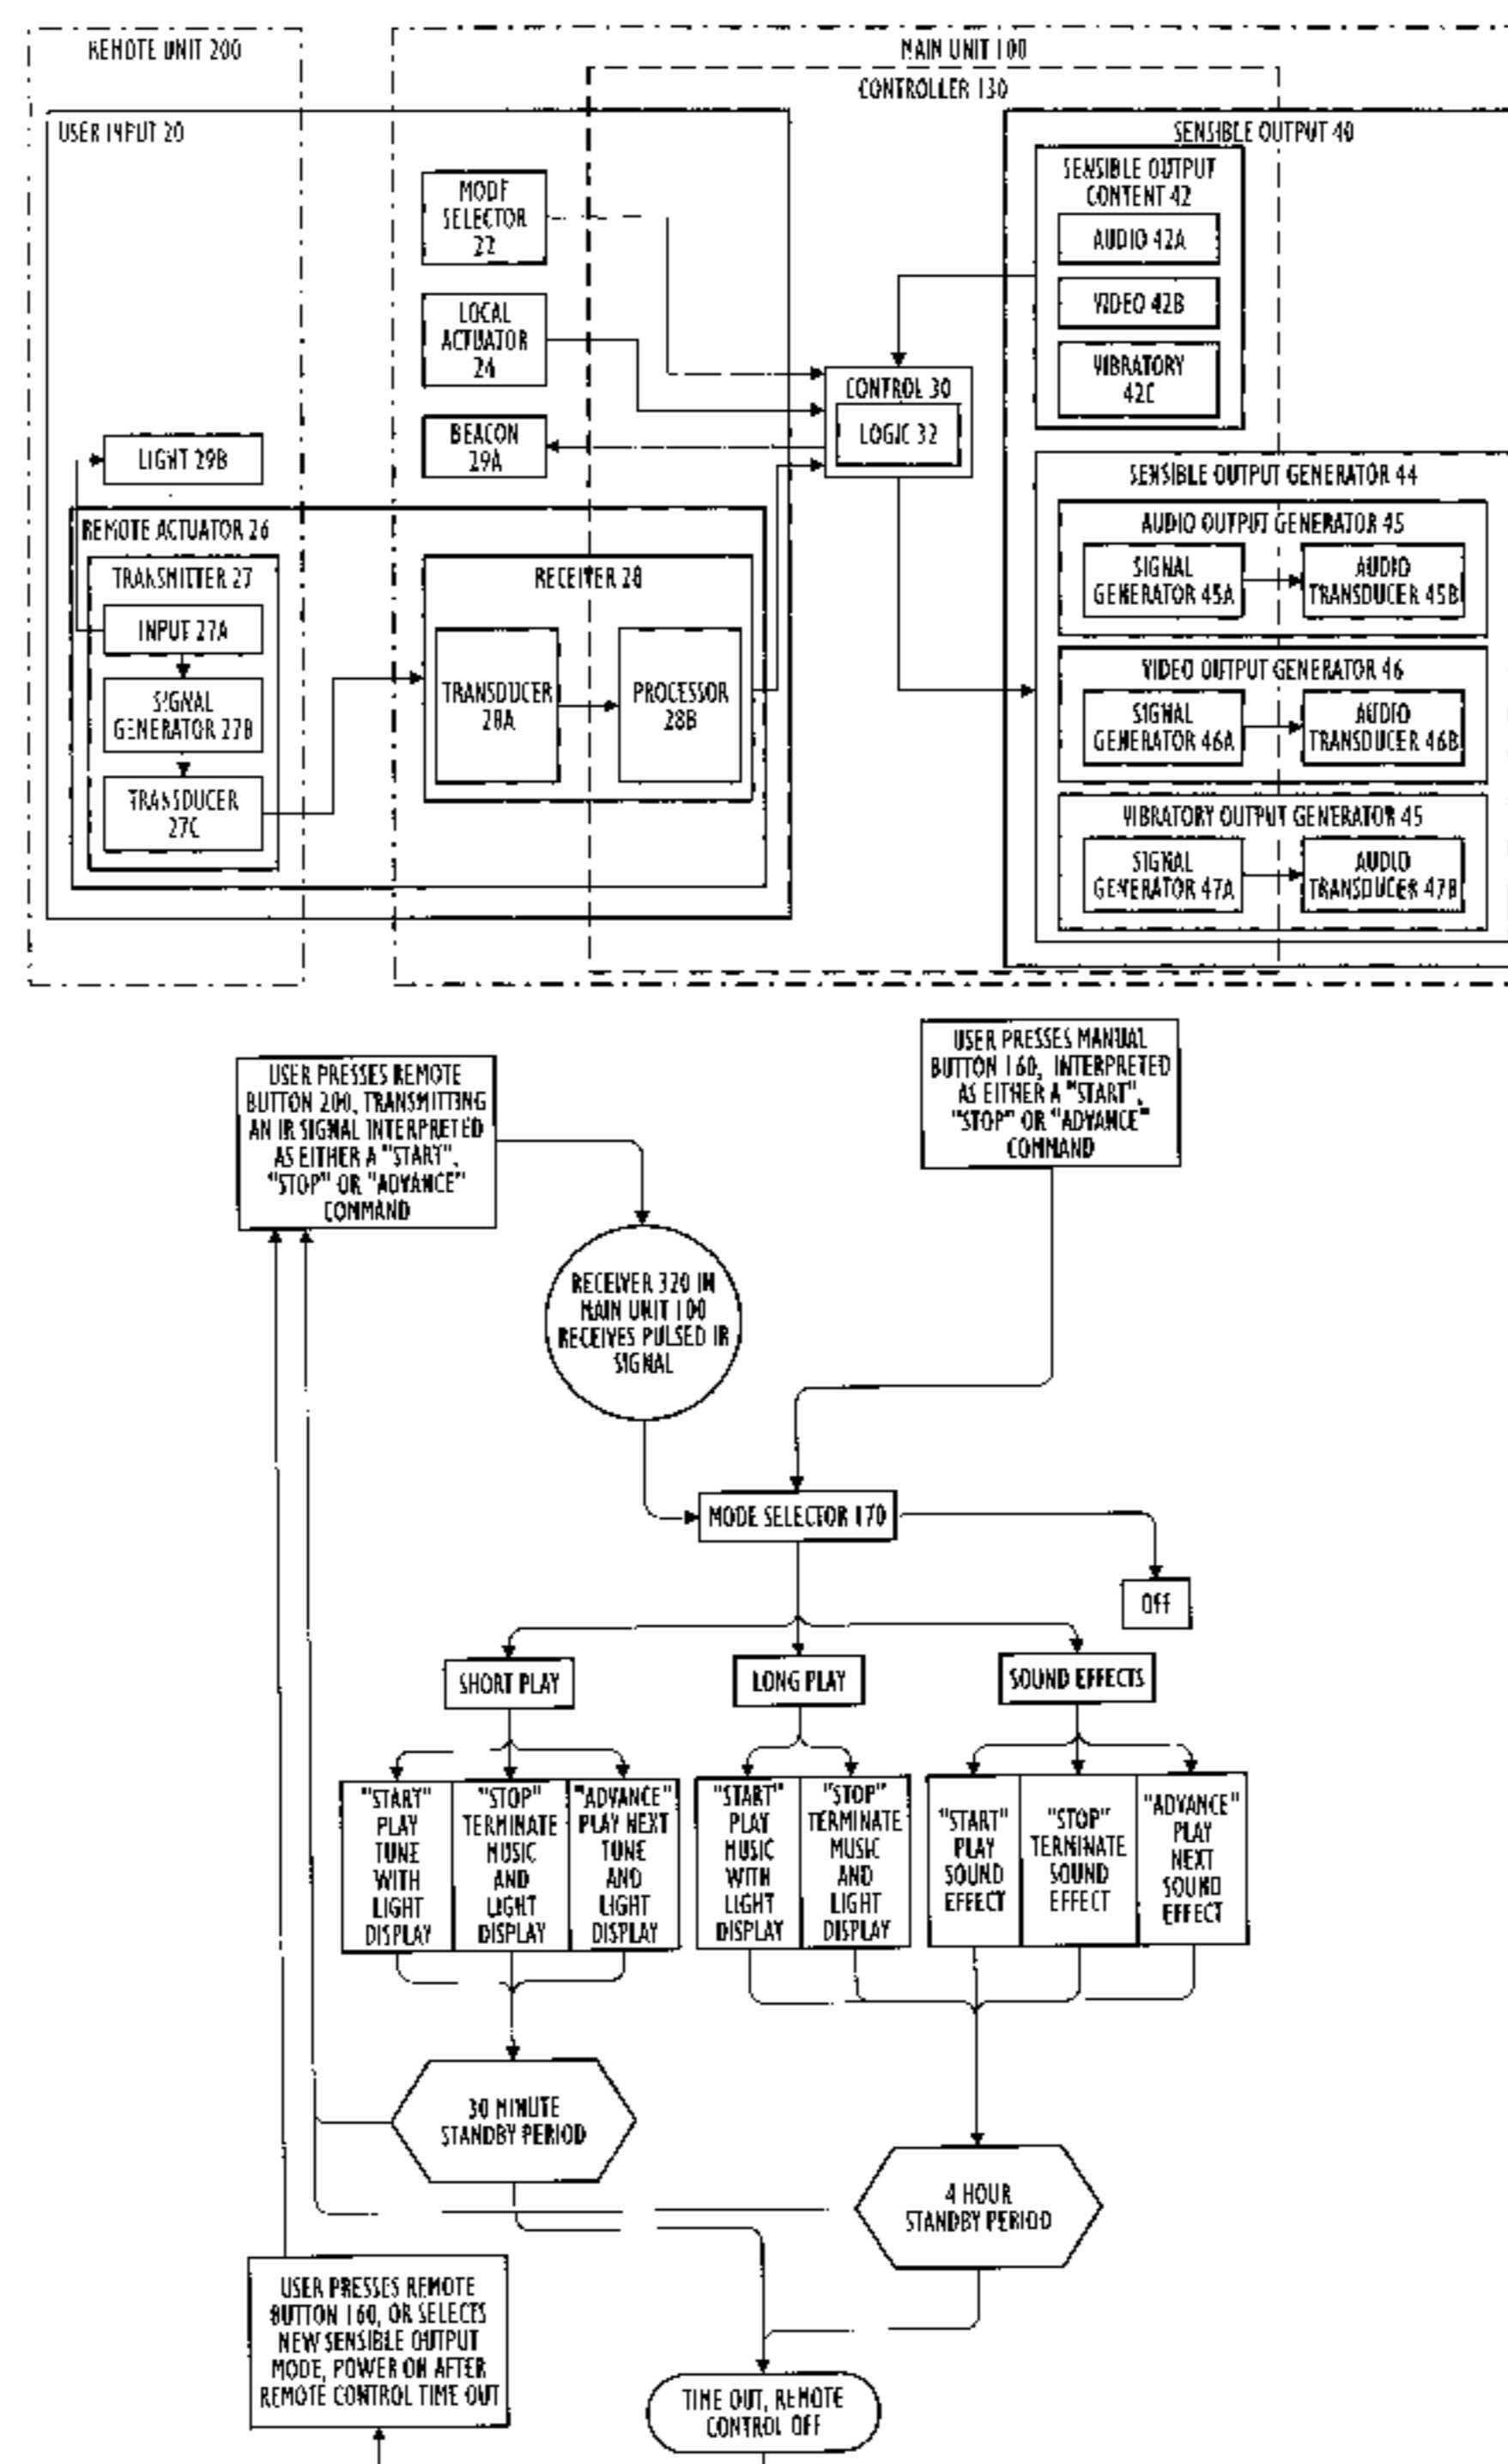 REMOTE UNIT 200
MAIN UNIT 100
CONTROLLER 130
USER INPUT 20
SENSIBLE OUTPUT 40
MODE
SELECTOR
22
LOCAL
ACTUATOR
24
BEACON
29A
LIGHT 29B
REMOTE ACTUATOR 26
TRANSMITTER 27
INPUT 27A
SIGNAL
GENERATOR 27B
TRANSDUCER
27C
RECEIVER 28
TRANSDUCER
28A
PROCESSOR
28B
CONTROL 30
LOGIC 32
SENSIBLE OUTPUT
CONTENT 42
AUDIO 42A
VIDEO 42B
VIBRATORY
42C
SENSIBLE OUTPUT GENERATOR 44
AUDIO OUTPUT GENERATOR 45
SIGNAL
GENERATOR 45A
AUDIO
TRANSDUCER 45B
VIDEO OUTPUT GENERATOR 46
SIGNAL
GENERATOR 46A
AUDIO
TRANSDUCER 46B
VIBRATORY OUTPUT GENERATOR 45
SIGNAL
GENERATOR 47A
AUDIO
TRANSDUCER 47B
USER PRESSES REMOTE
BUTTON 200, TRANSMITTING
AN IR SIGNAL INTERPRETED
AS EITHER A "START",
"STOP" OR "ADVANCE"
COMMAND
USER PRESSES MANUAL
BUTTON 160, INTERPRETED
AS EITHER A "START",
"STOP" OR "ADVANCE"
COMMAND
RECEIVER 320 IN
MAIN UNIT 100
RECEIVES PULSED IR
SIGNAL
MODE SELECTOR 170
Off
SHORT PLAY
LONG PLAY
SOUND EFFECTS
"START"
PLAY
TUNE
WITH
LIGHT
DISPLAY
"STOP"
TERMINATE
MUSIC
AND
LIGHT
DISPLAY
"ADVANCE"
PLAY NEXT
TUNE
AND
LIGHT
DISPLAY
"START"
PLAY
MUSIC
WITH
LIGHT
DISPLAY
"STOP"
TERMINATE
MUSIC
AND
LIGHT
DISPLAY
"START"
PLAY
SOUND
EFFECT
"STOP"
TERMINATE
SOUND
EFFECT
"ADVANCE"
PLAY
NEXT
SOUND
EFFECT
30 MINUTE
STANDBY PERIOD
4 HOUR
STANDBY PERIOD
USER PRESSES REMOTE
BUTTON 160, OR SELECTS
NEW SENSIBLE OUTPUT
MODE, POWER ON AFTER
REMOTE CONTROL TIME OUT
TIME OUT, REMOTE
CONTROL OFF